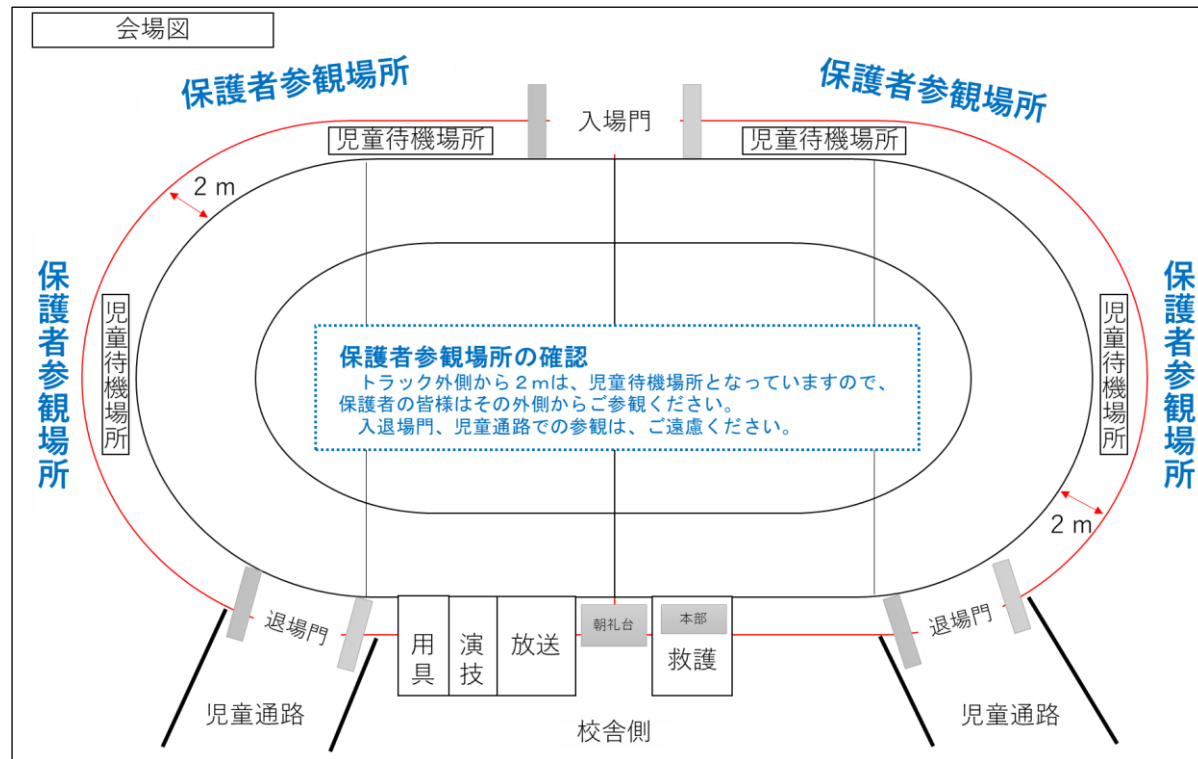 会場図
保護者参観場所
保護者参観場所
入場門
児童待機場所
児童待機場所
2 m
保護者参観場所
児童待機場所
保護者参観場所の確認
　トラック外側から２ｍは、児童待機場所となっていますので、
保護者の皆様はその外側からご参観ください。
　入退場門、児童通路での参観は、ご遠慮ください。
児童待機場所
保護者参観場所
2 m
退場門
用具
演技
放送
朝礼台
本部
救護
退場門
児童通路
校舎側
児童通路